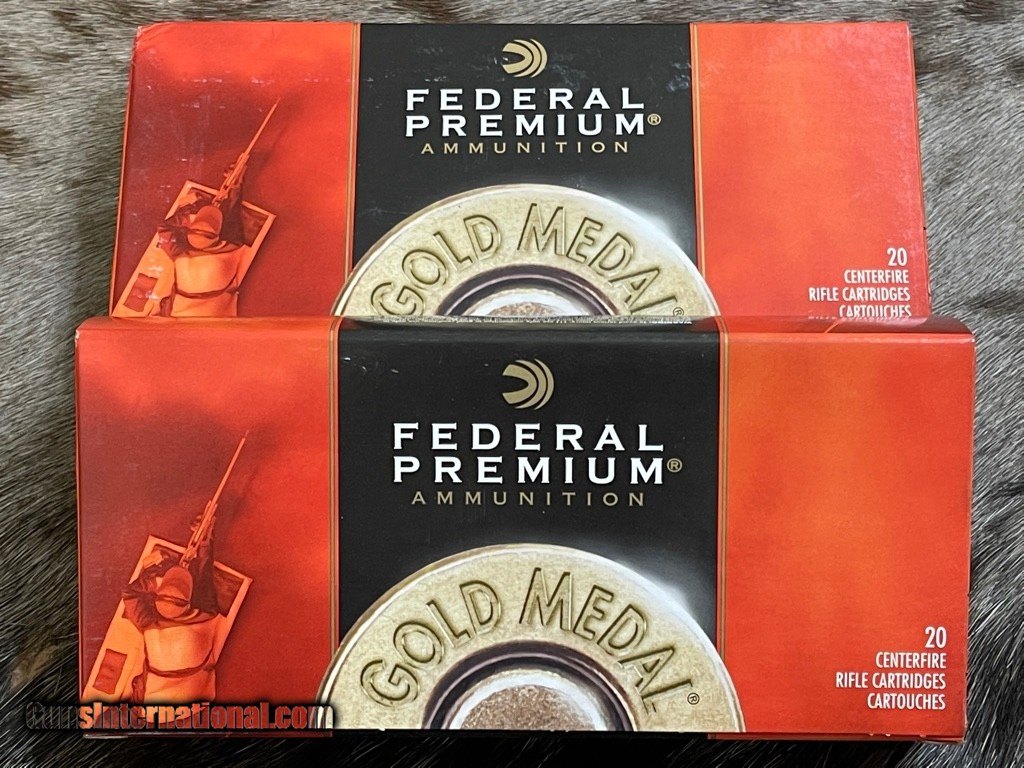 FEDERAL
PREMIUM®
AMMUNITION
GOLD MEDAL®
20
CENTERFIRE
RIFLE CARTRIDGES
CARTOUCHES
FEDERAL
PREMIUM®
AMMUNITION
GOLD MEDAL®
20
CENTERFIRE
RIFLE CARTRIDGES
CARTOUCHES
GunsInternational.com